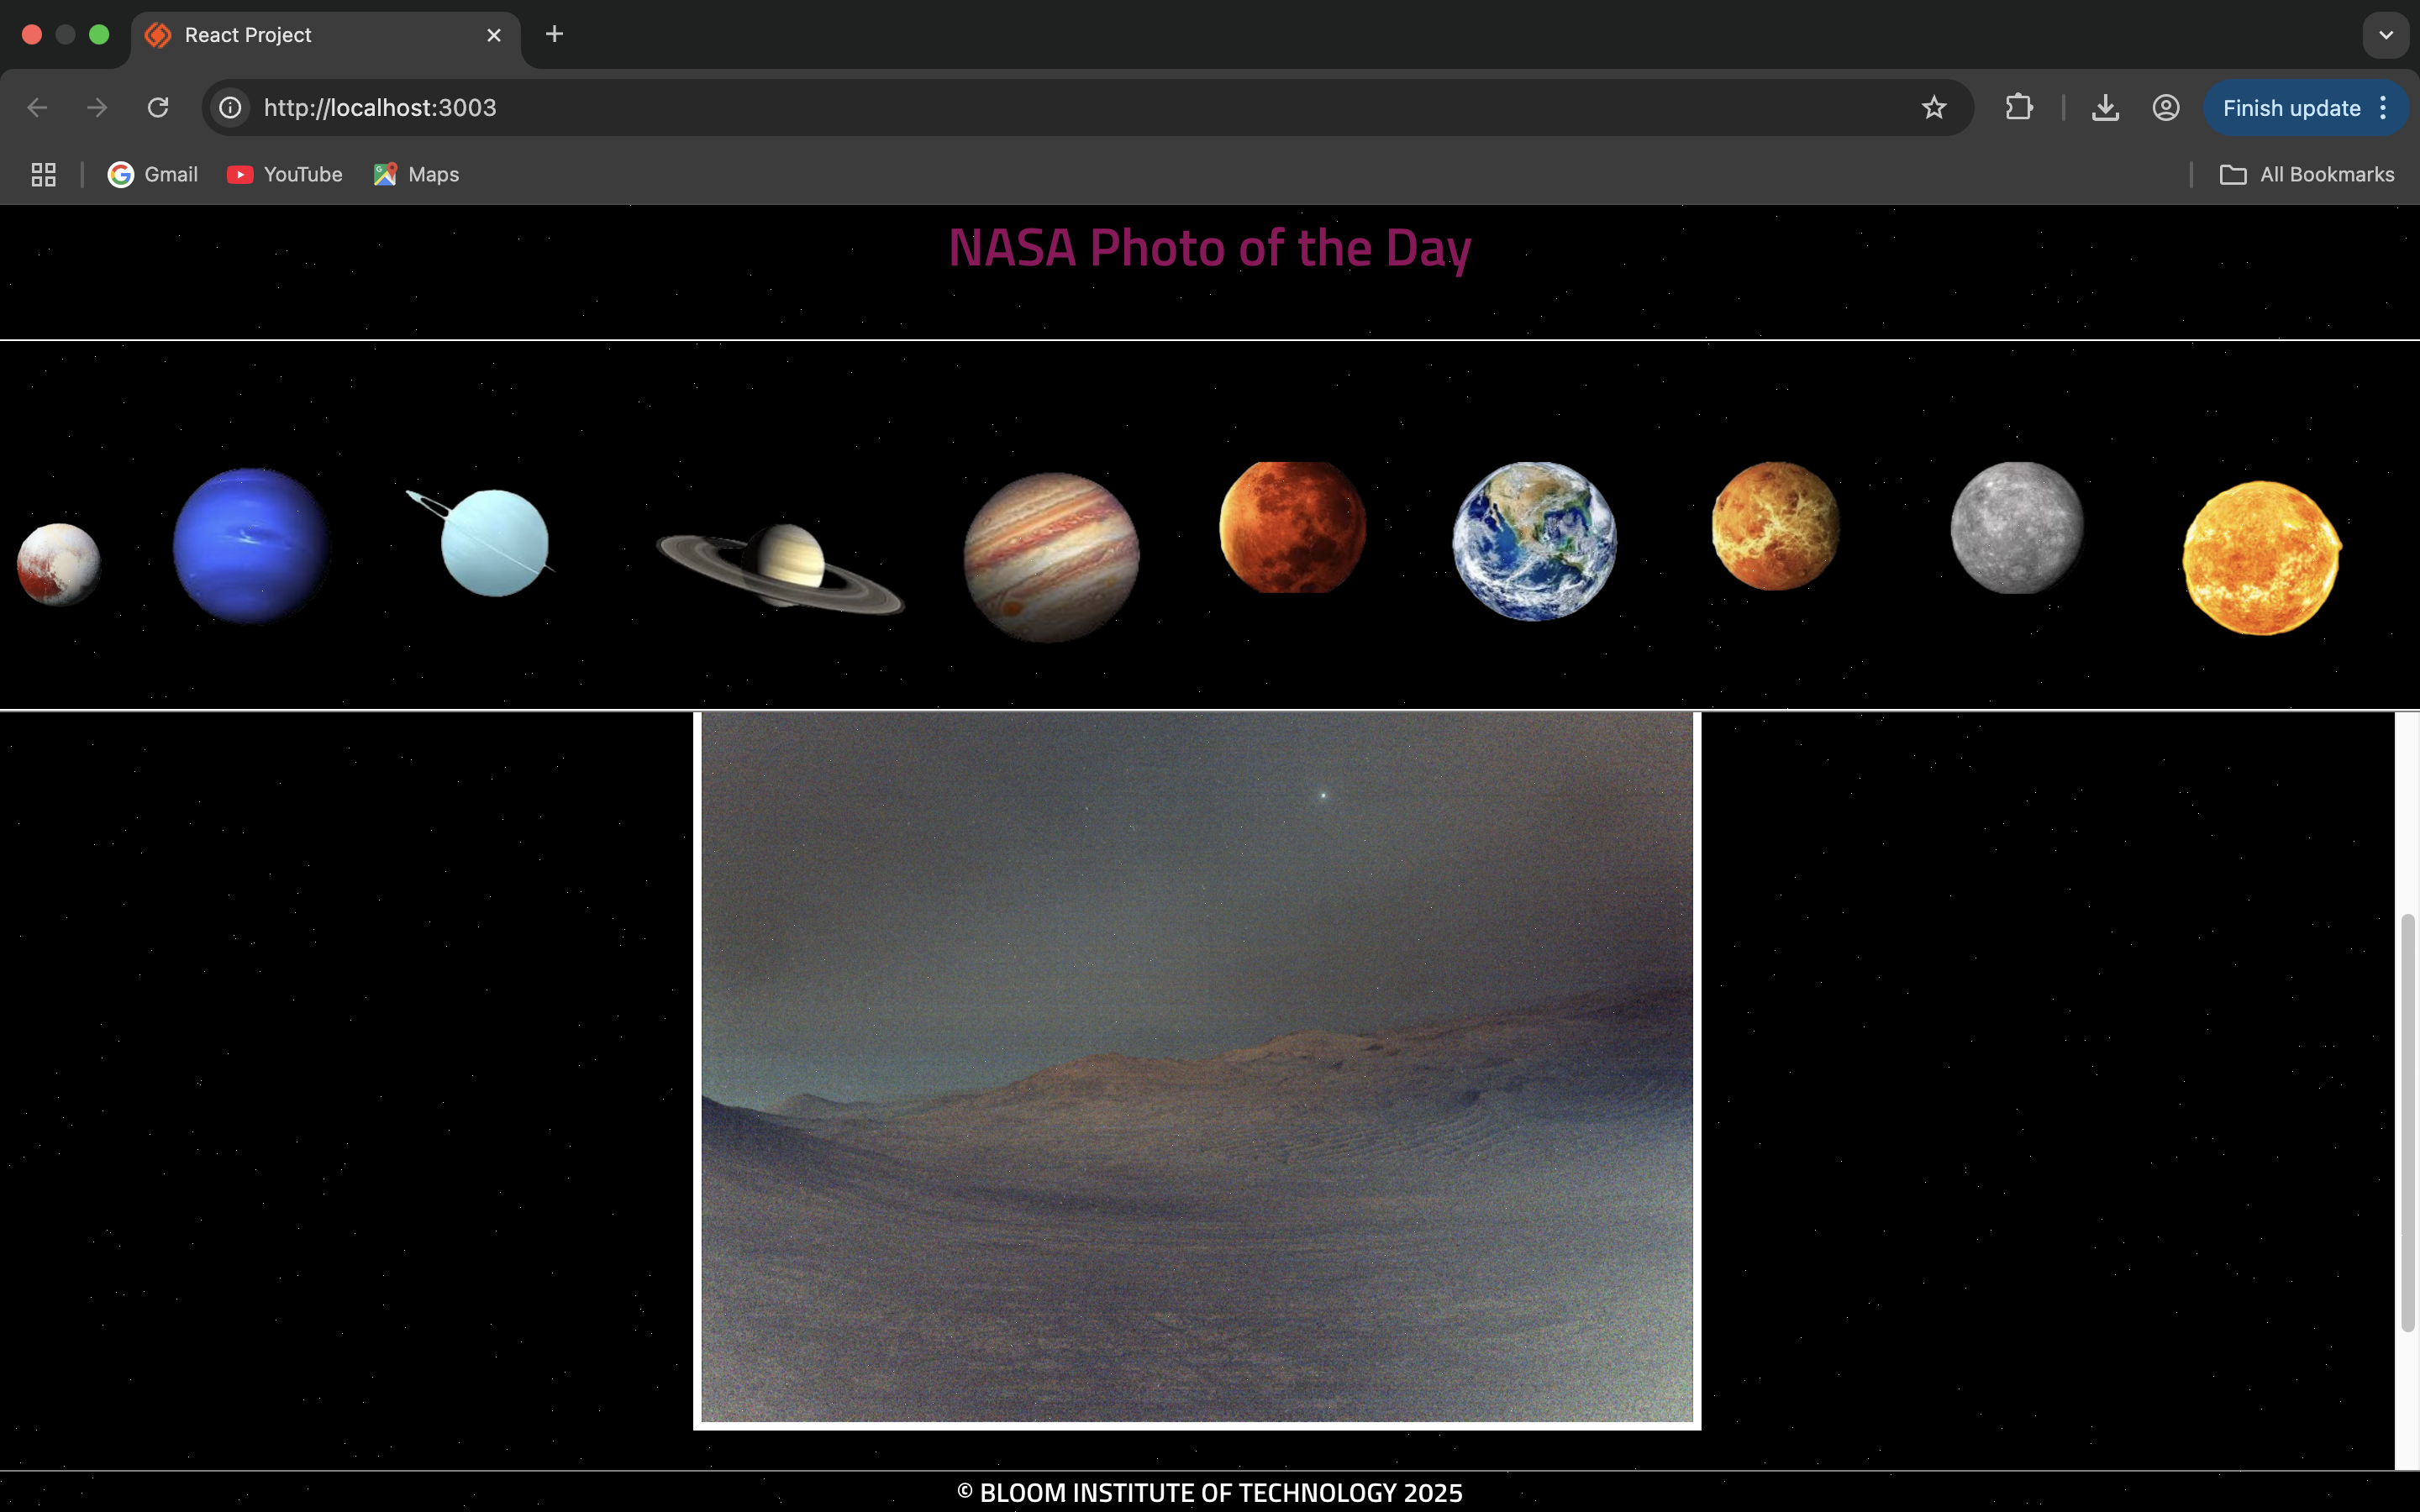 React Project
http://localhost:3003
Finish update
Gmail
YouTube
Maps
All Bookmarks
NASA Photo of the Day
© BLOOM INSTITUTE OF TECHNOLOGY 2025